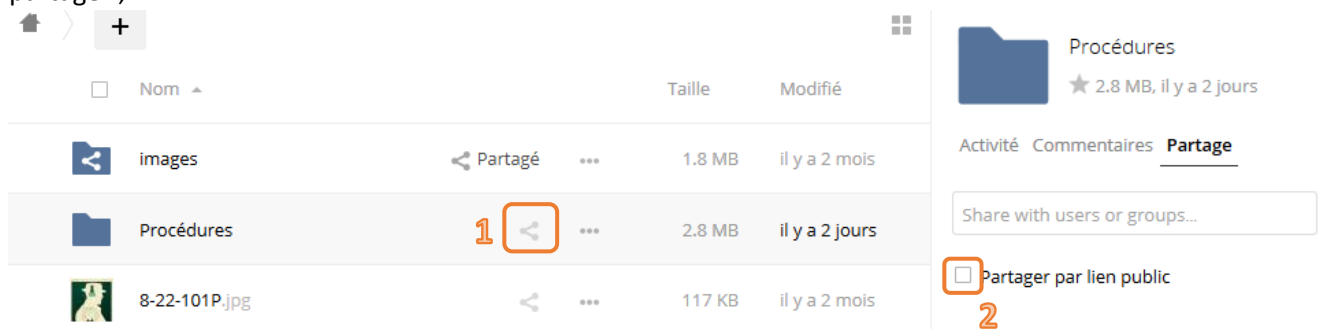 +
Procédures
2.8 MB, il y a 2 jours
Nom Taille Modifié
Activité Commentaires Partage
images Partagé ... 1.8 MB il y a 2 mois
Share with users or groups...
Procédures 1 ... 2.8 MB il y a 2 jours
Partager par lien public
2
8-22-101P.jpg ... 117 KB il y a 2 mois